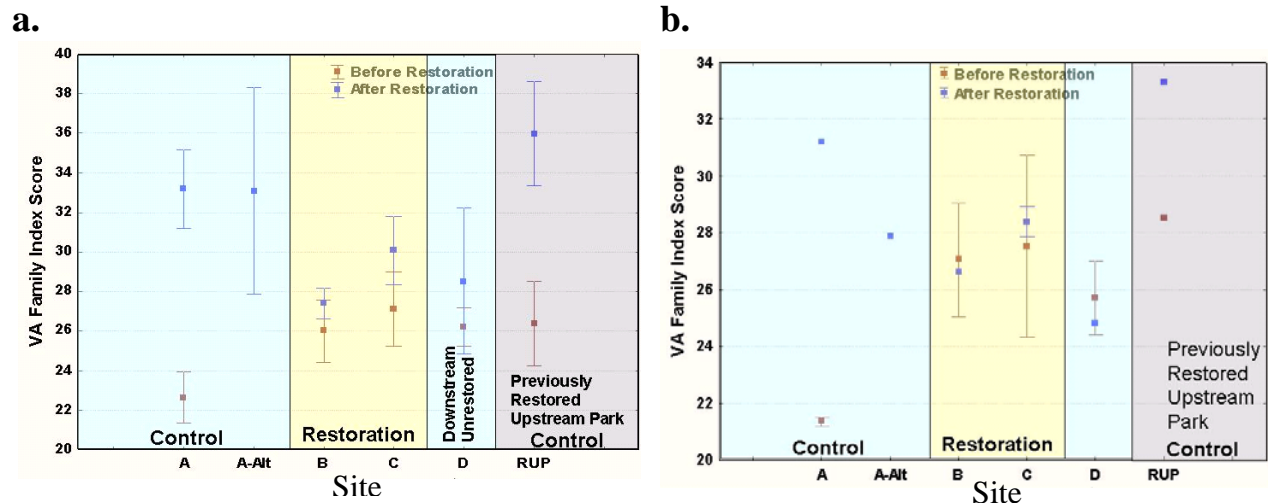 a.
VA Family Index Score
40
38
36
34
32
30
28
26
24
22
20
Before Restoration
After Restoration
Control
Restoration
Downstream
Unrestored
Previously
Restored
Upstream Park
Control
A A-Alt B C D RUP
Site
b.
VA Family Index Score
34
32
30
28
26
24
22
20
Before Restoration
After Restoration
Control
Restoration
Previously
Restored
Upstream
Park
Control
A A-Alt B C D RUP
Site